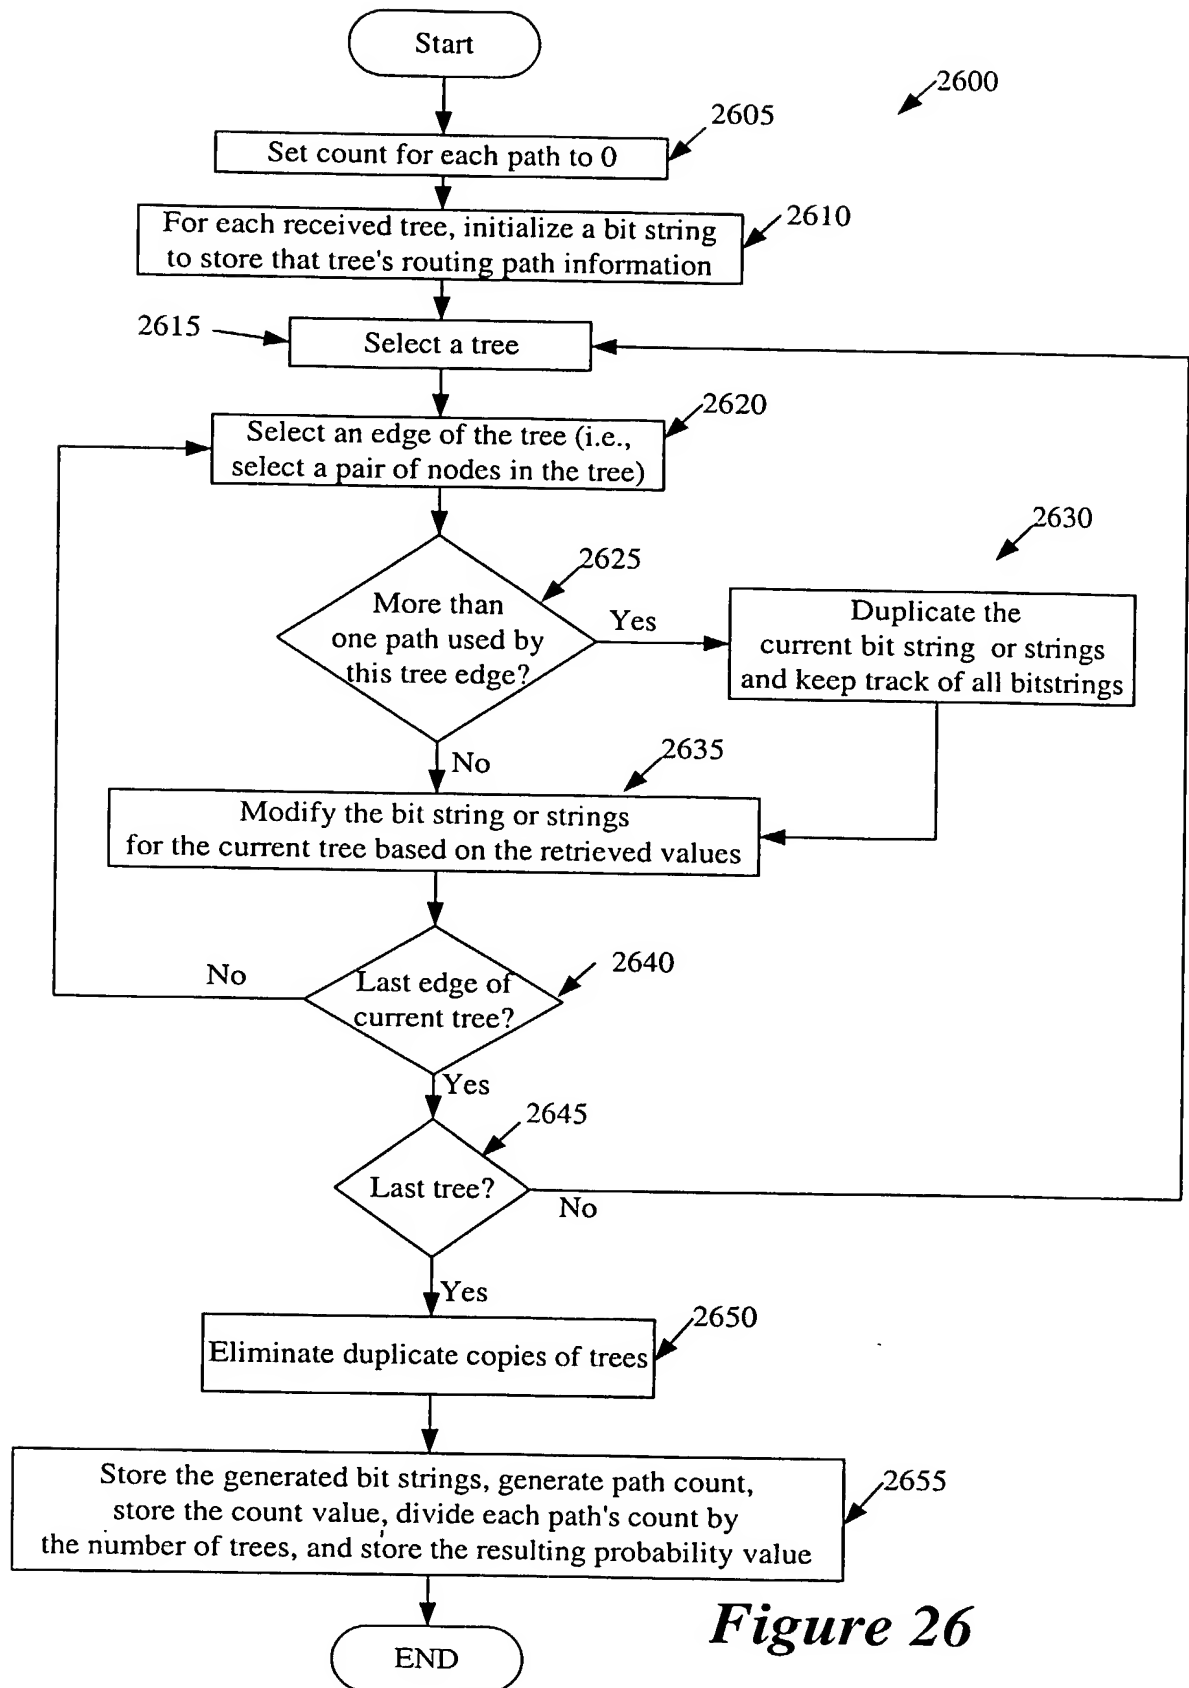 Start
2600
2605
Set count for each path to 0
2610
For each received tree, initialize a bit string
to store that tree's routing path information
2615
Select a tree
2620
Select an edge of the tree (i.e.,
select a pair of nodes in the tree)
2625
More than
one path used by
this tree edge?
Yes
2630
Duplicate the
current bit string or strings
and keep track of all bitstrings
No
2635
Modify the bit string or strings
for the current tree based on the retrieved values
2640
Last edge of
current tree?
No
Yes
2645
Last tree?
No
Yes
2650
Eliminate duplicate copies of trees
2655
Store the generated bit strings, generate path count,
store the count value, divide each path's count by
the number of trees, and store the resulting probability value
END
Figure 26